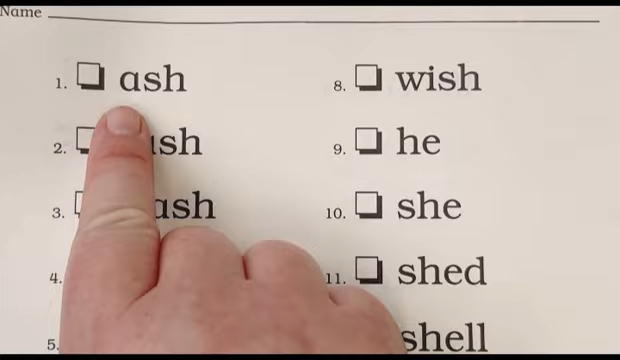 Name
1. ash
2.
3.
4.
5.
8. wish
9. he
10. she
11. shed
shell